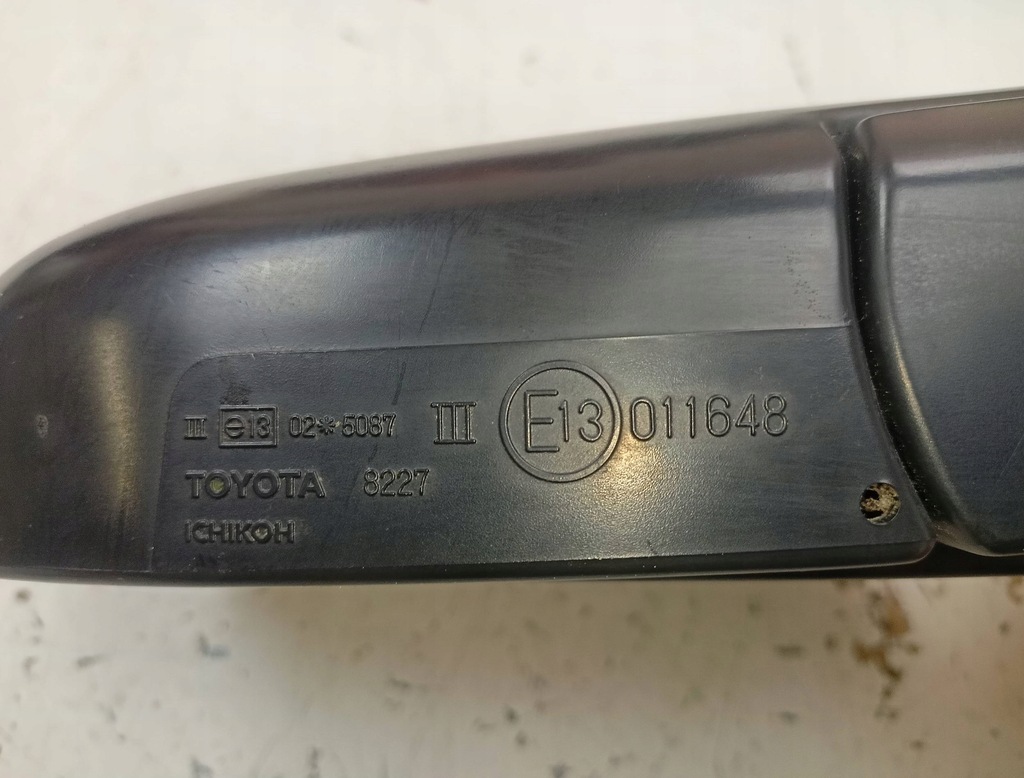 III e13 02*5087 III E13 011648
TOYOTA 8227
ICHIKOH